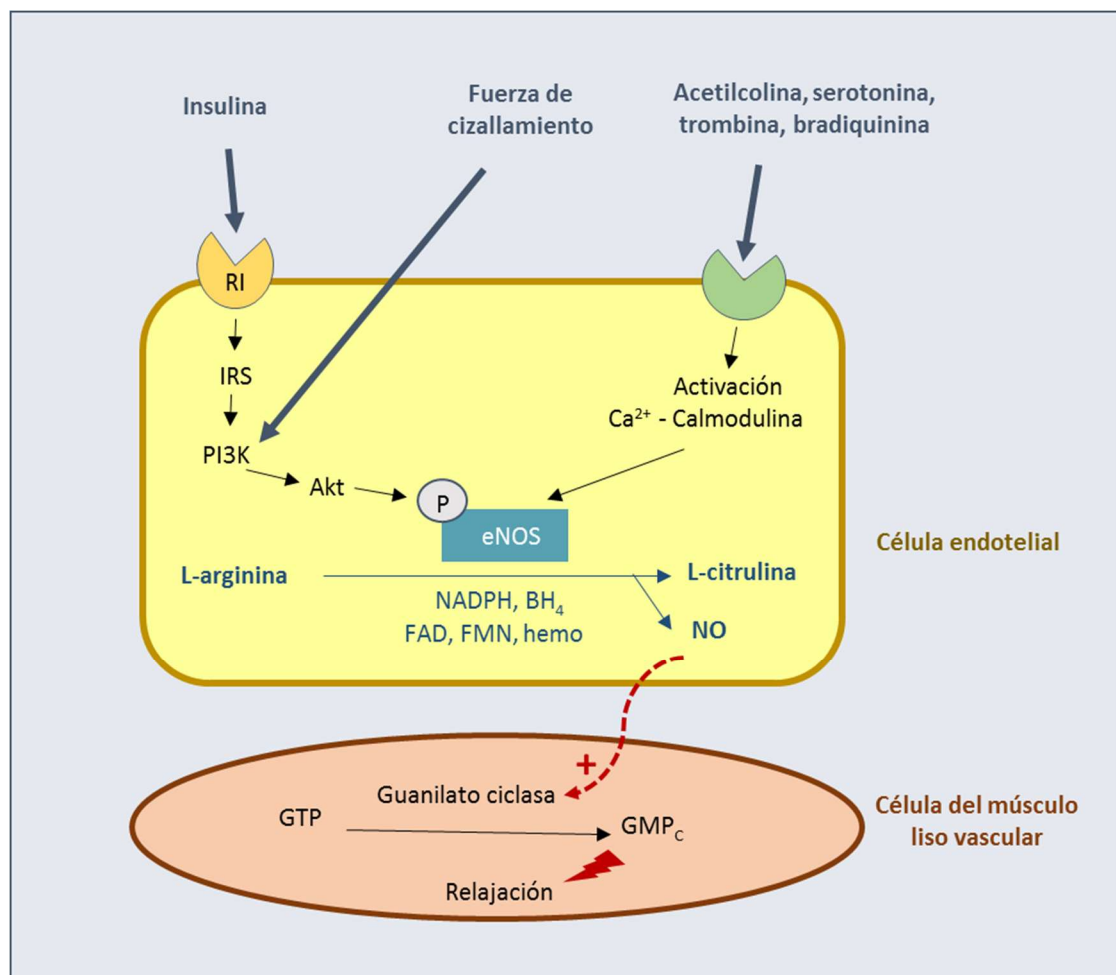 Insulina
Fuerza de
cizallamiento
Acetilcolina, serotonina,
trombina, bradiquinina
RI
IRS
PI3K
Akt
P
eNOS
Activación
Ca²⁺ - Calmodulina
Célula endotelial
L-arginina
L-citrulina
NADPH, BH₄
FAD, FMN, hemo
NO
+
Guanilato ciclasa
GTP
GMP꜀
Relajación
Célula del músculo
liso vascular